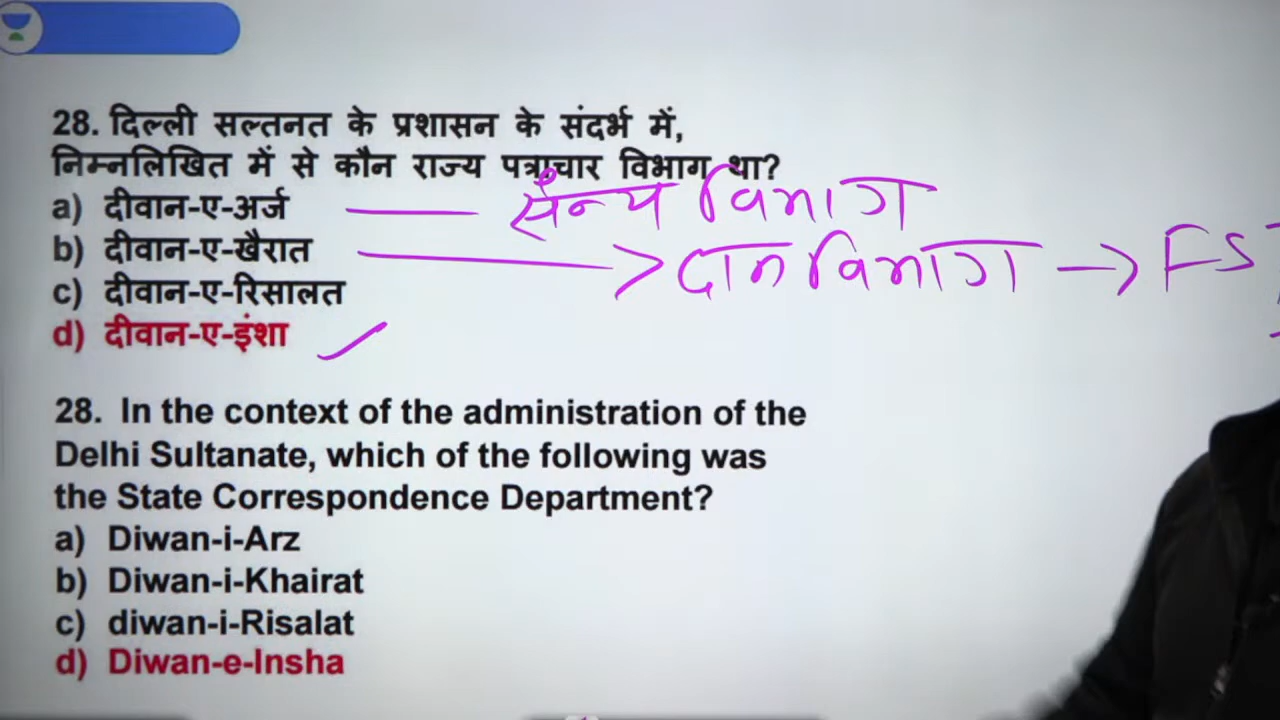 28. दिल्ली सल्तनत के प्रशासन के संदर्भ में,
निम्नलिखित में से कौन राज्य पत्राचार विभाग था?
a) दीवान-ए-अर्ज — सैन्य विभाग
b) दीवान-ए-खैरात → दान विभाग → FST
c) दीवान-ए-रिसालत
d) दीवान-ए-इंशा ✓
28. In the context of the administration of the
Delhi Sultanate, which of the following was
the State Correspondence Department?
a) Diwan-i-Arz
b) Diwan-i-Khairat
c) diwan-i-Risalat
d) Diwan-e-Insha